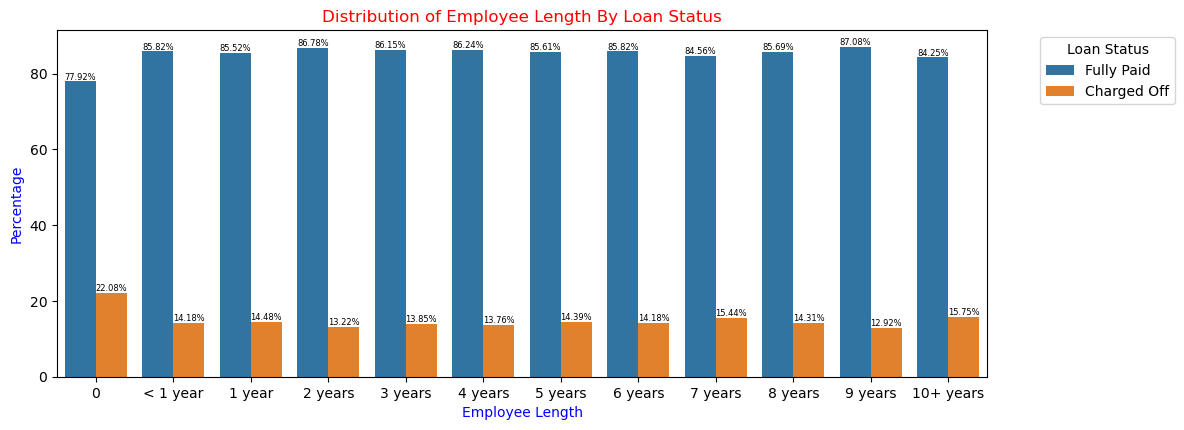 Distribution of Employee Length By Loan Status
Loan Status
Fully Paid
Charged Off
Percentage
80
60
40
20
0
77.92% 85.82% 85.52% 86.78% 86.15% 86.24% 85.61% 85.82% 84.56% 85.69% 87.08% 84.25%
22.08% 14.18% 14.48% 13.22% 13.85% 13.76% 14.39% 14.18% 15.44% 14.31% 12.92% 15.75%
0 < 1 year 1 year 2 years 3 years 4 years 5 years 6 years 7 years 8 years 9 years 10+ years
Employee Length